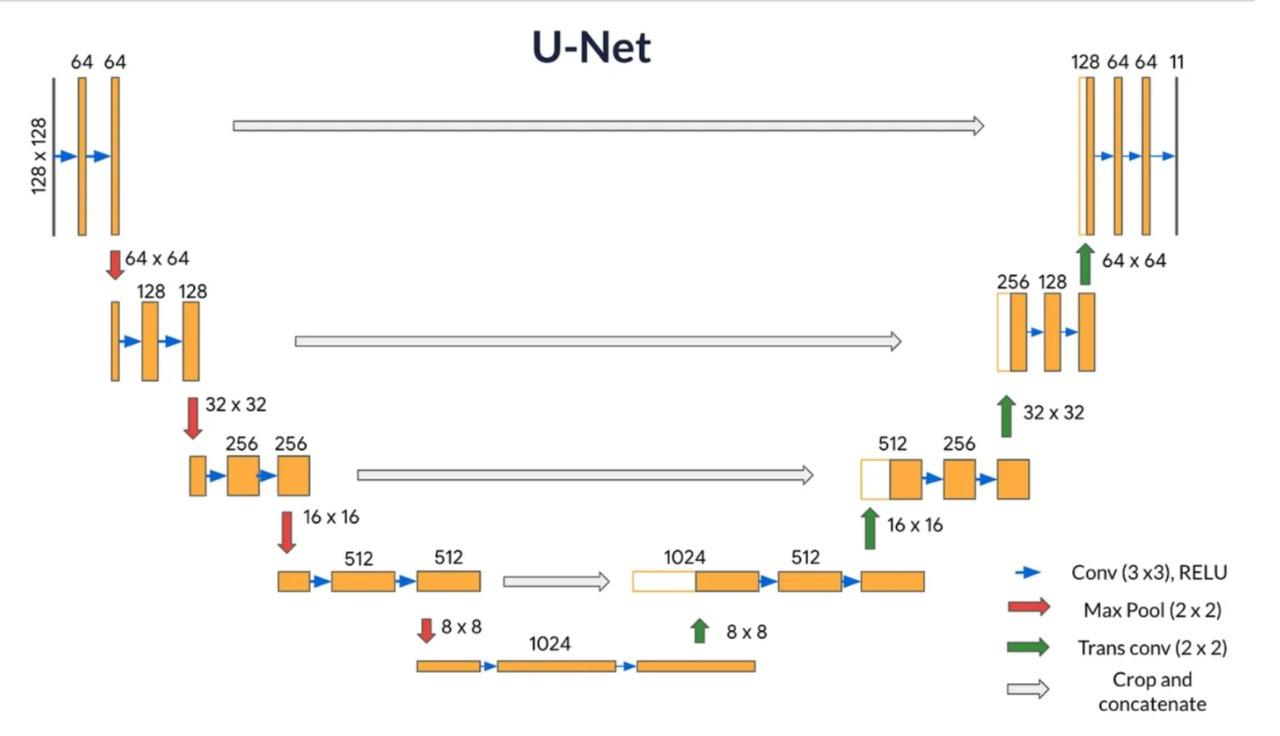 U-Net
64 64
128 64 64 11
128 x 128
64 x 64
64 x 64
128 128
256 128
32 x 32
32 x 32
256 256
512 256
16 x 16
16 x 16
512 512
1024 512
8 x 8
8 x 8
1024
Conv (3 x3), RELU
Max Pool (2 x 2)
Trans conv (2 x 2)
Crop and
concatenate